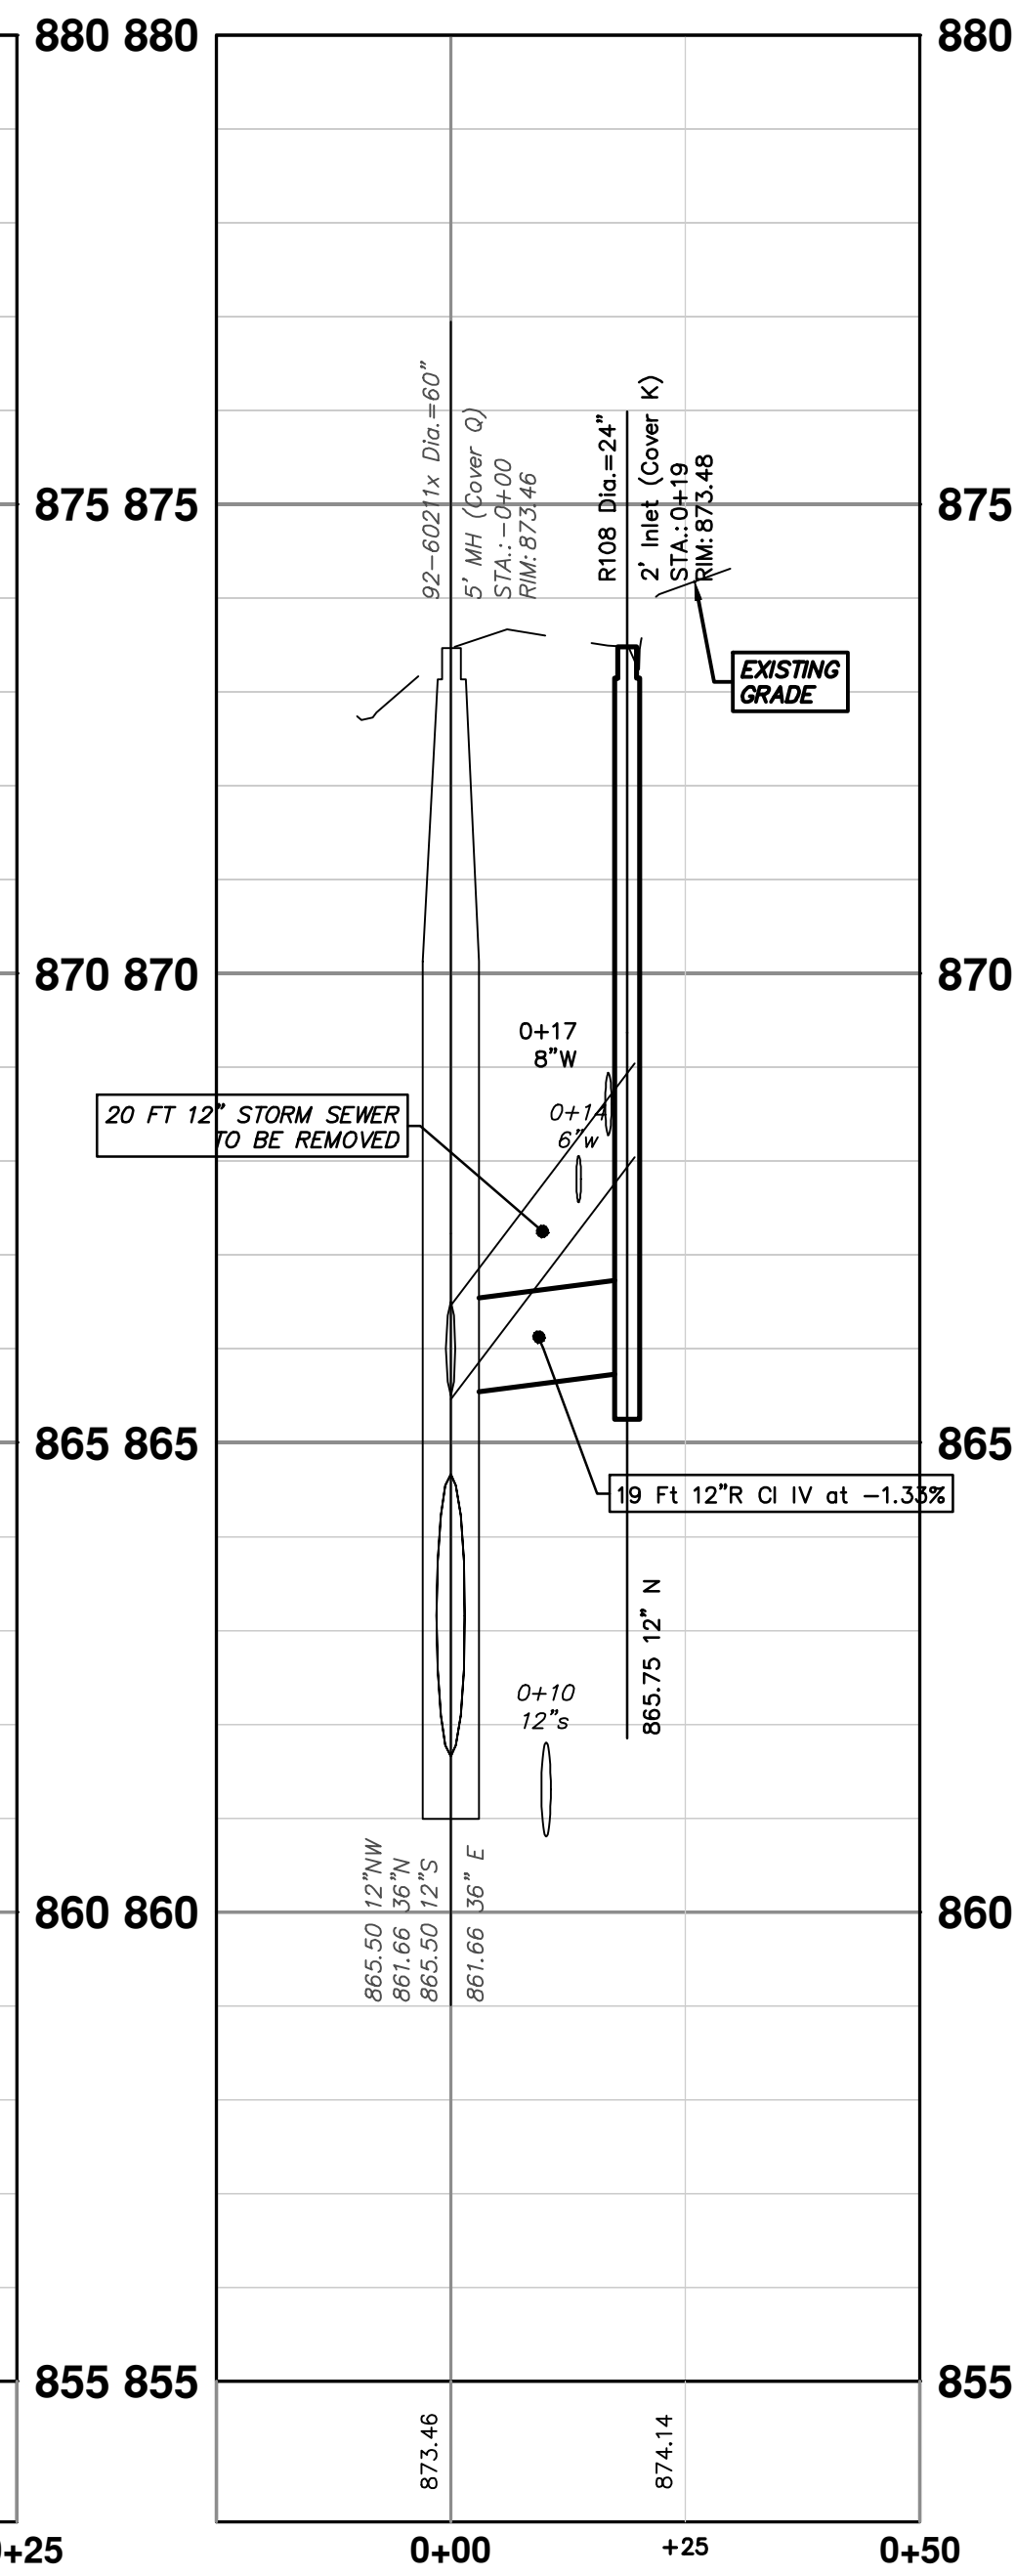 880 880
880
92-60211x Dia.=60"
5' MH (Cover Q)
STA.:-0+00
RIM: 873.46
R108 Dia.=24"
2' Inlet (Cover K)
STA.: 0+19
RIM: 873.48
875 875
875
EXISTING
GRADE
870 870
870
0+17
8"W
20 FT 12" STORM SEWER
TO BE REMOVED
0+14
6"w
865 865
865
19 Ft 12"R Cl IV at -1.33%
865.75 12" N
0+10
12"s
865.50 12"NW
861.66 36"N
865.50 12"S
861.66 36" E
860 860
860
855 855
855
873.46
874.14
+25
0+00
+25
0+50